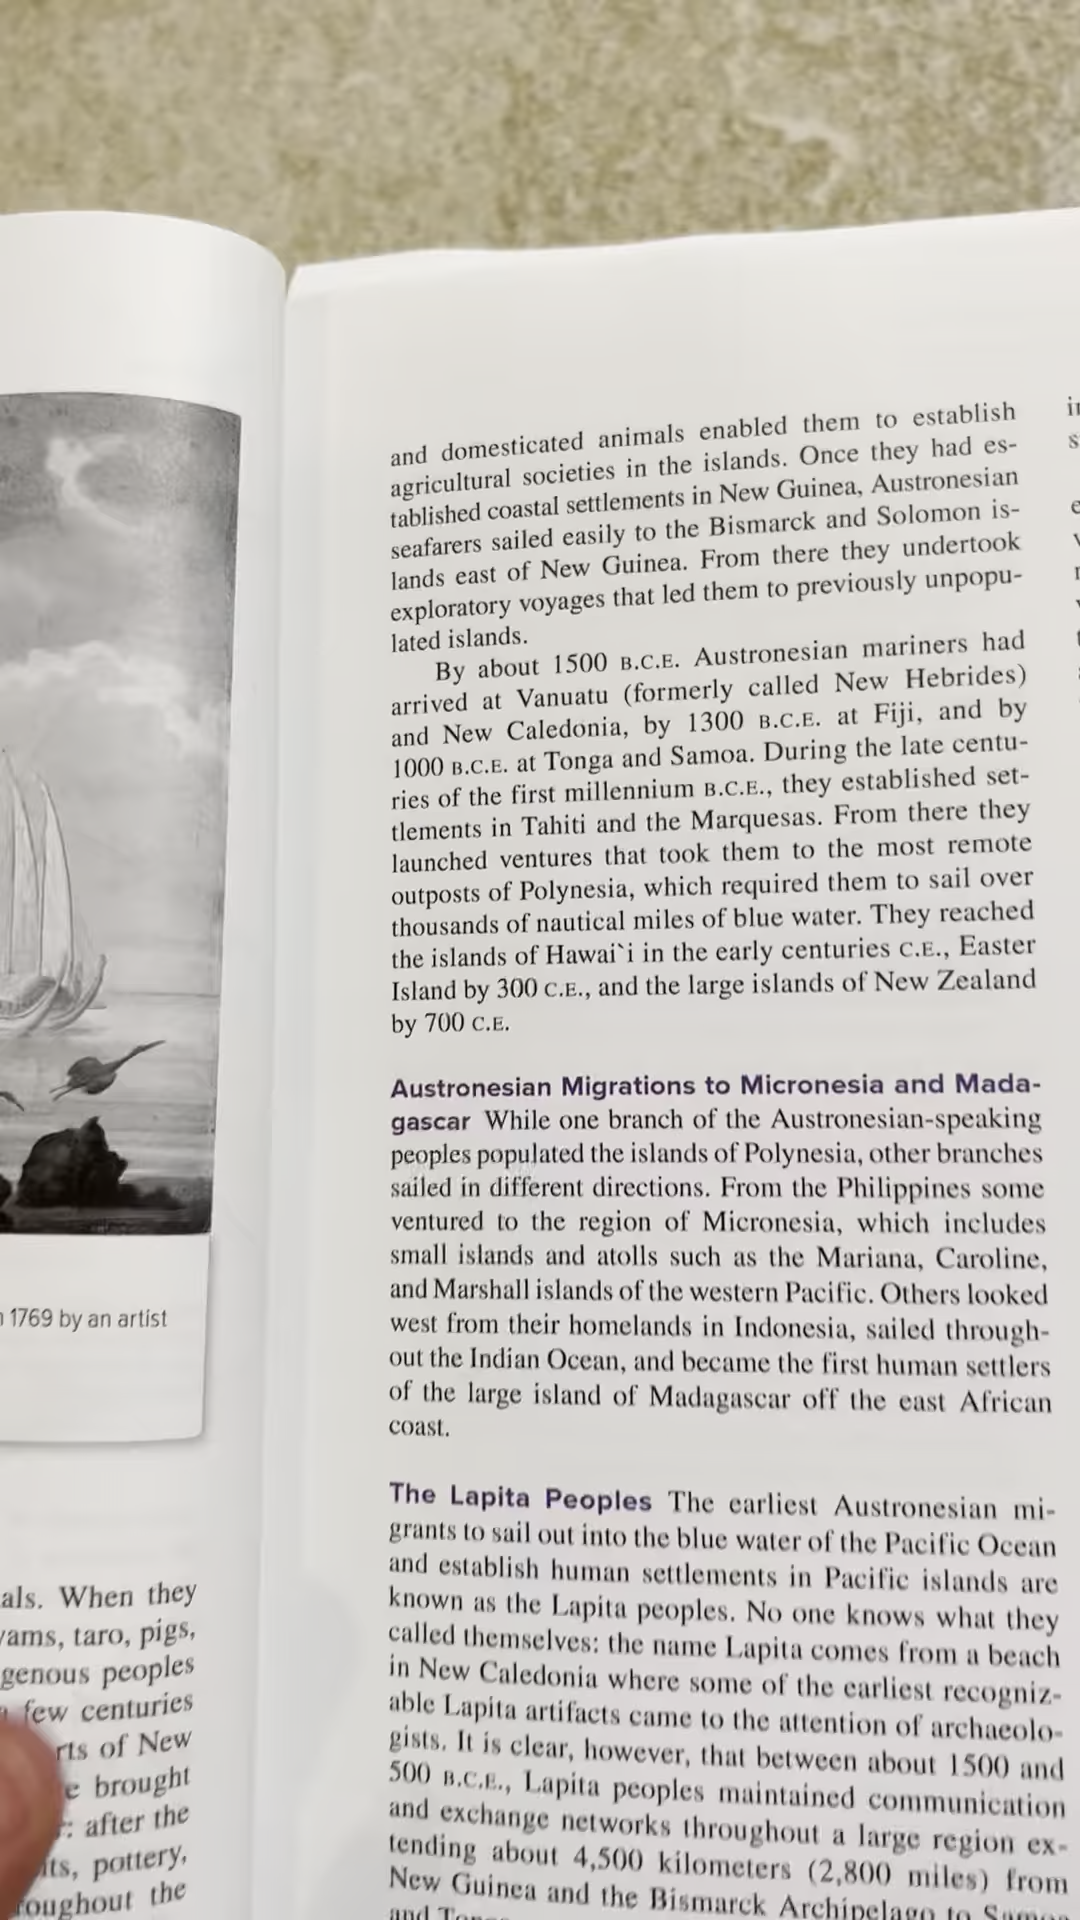 1769 by an artist
als. When they
yams, taro, pigs,
genous peoples
few centuries
rts of New
brought
after the
pottery,
and domesticated animals enabled them to establish
agricultural societies in the islands. Once they had es-
tablished coastal settlements in New Guinea, Austronesian
seafarers sailed easily to the Bismarck and Solomon is-
lands east of New Guinea. From there they undertook
exploratory voyages that led them to previously unpopu-
lated islands.
By about 1500 B.C.E. Austronesian mariners had
arrived at Vanuatu (formerly called New Hebrides)
and New Caledonia, by 1300 B.C.E. at Fiji, and by
1000 B.C.E. at Tonga and Samoa. During the late centu-
ries of the first millennium B.C.E., they established set-
tlements in Tahiti and the Marquesas. From there they
launched ventures that took them to the most remote
outposts of Polynesia, which required them to sail over
thousands of nautical miles of blue water. They reached
the islands of Hawai`i in the early centuries C.E., Easter
Island by 300 C.E., and the large islands of New Zealand
by 700 C.E.
Austronesian Migrations to Micronesia and Mada-
gascar While one branch of the Austronesian-speaking
peoples populated the islands of Polynesia, other branches
sailed in different directions. From the Philippines some
ventured to the region of Micronesia, which includes
small islands and atolls such as the Mariana, Caroline,
and Marshall islands of the western Pacific. Others looked
west from their homelands in Indonesia, sailed through-
out the Indian Ocean, and became the first human settlers
of the large island of Madagascar off the east African
coast.
The Lapita Peoples The earliest Austronesian mi-
grants to sail out into the blue water of the Pacific Ocean
and establish human settlements in Pacific islands are
known as the Lapita peoples. No one knows what they
called themselves: the name Lapita comes from a beach
in New Caledonia where some of the earliest recogniz-
able Lapita artifacts came to the attention of archaeolo-
gists. It is clear, however, that between about 1500 and
500 B.C.E., Lapita peoples maintained communication
and exchange networks throughout a large region ex-
tending about 4,500 kilometers (2,800 miles) from
New Guinea and the Bismarck Archipelago to
and